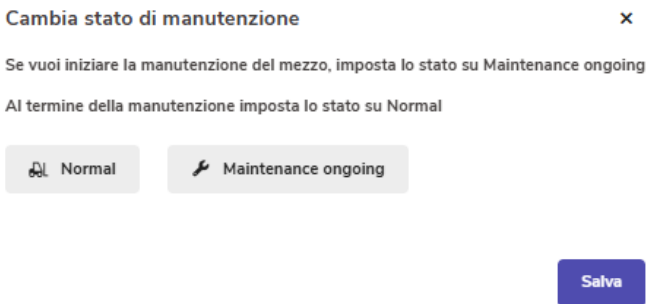 Cambia stato di manutenzione
Se vuoi iniziare la manutenzione del mezzo, imposta lo stato su Maintenance ongoing
Al termine della manutenzione imposta lo stato su Normal
Normal Maintenance ongoing
Salva